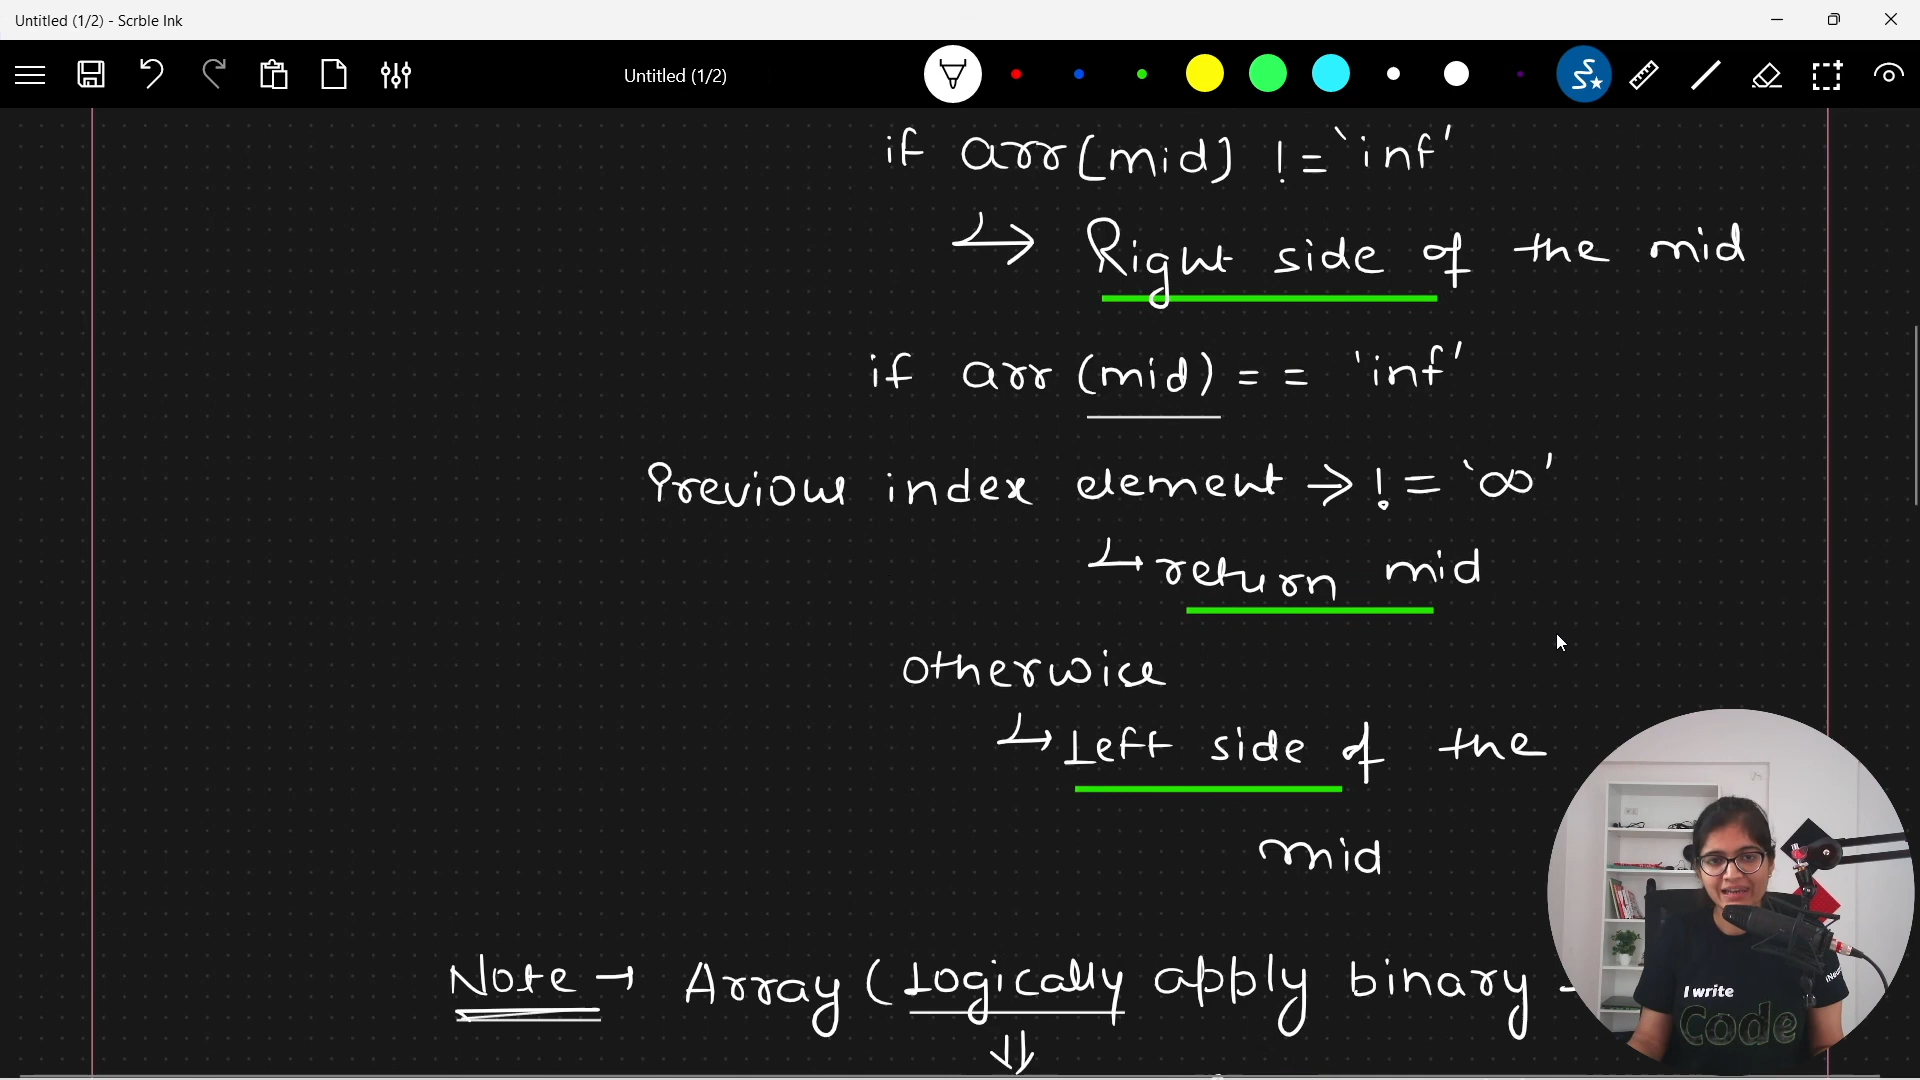 Untitled (1/2) - Scrble Ink
Untitled (1/2)
if arr[mid] != 'inf'
↳ Right side of the mid
if arr (mid) == 'inf'
Previous index element → != '∞'
↳ return mid
otherwise
↳ Left side of the
mid
Note → Array ( Logically apply binary -
⇓
I write
Code